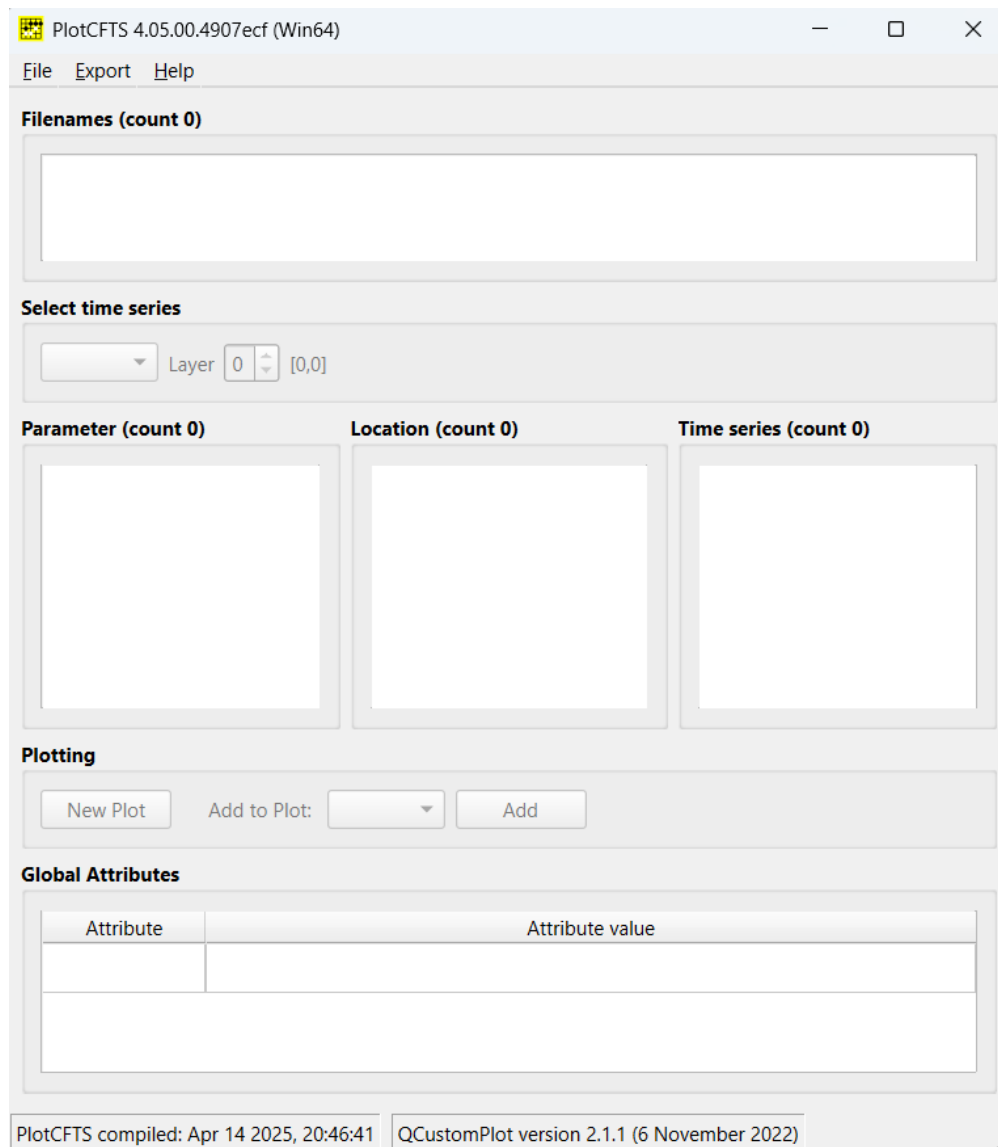 PlotCFTS 4.05.00.4907ecf (Win64)
File Export Help
Filenames (count 0)
Select time series
Layer 0 [0,0]
Parameter (count 0) Location (count 0) Time series (count 0)
Plotting
New Plot Add to Plot: Add
Global Attributes
Attribute Attribute value
PlotCFTS compiled: Apr 14 2025, 20:46:41 QCustomPlot version 2.1.1 (6 November 2022)